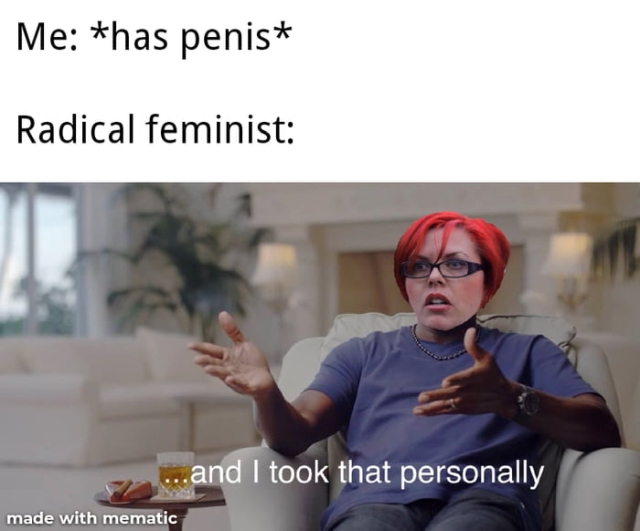 Me: *has penis*
Radical feminist:
...and I took that personally
made with mematic